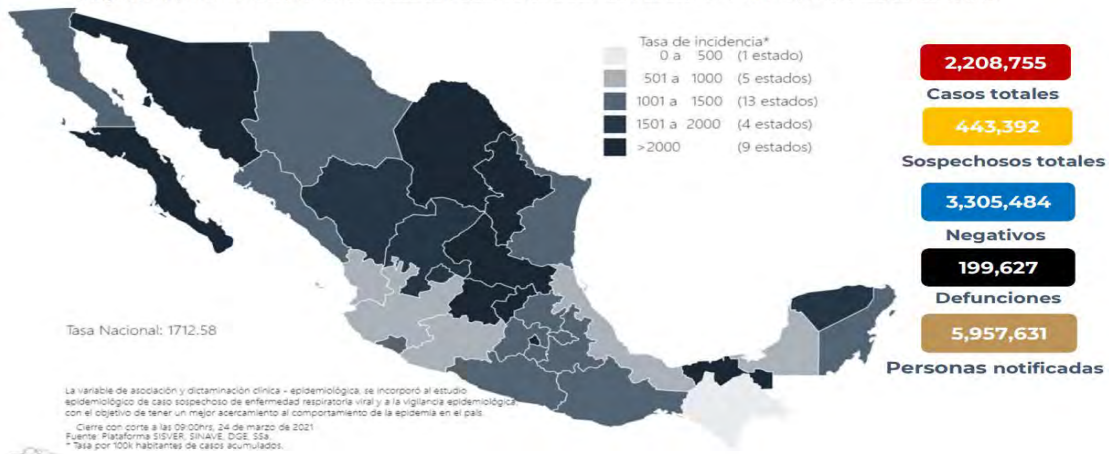 Tasa de incidencia*
0 a 500 (1 estado)
501 a 1000 (5 estados)
1001 a 1500 (13 estados)
1501 a 2000 (4 estados)
>2000 (9 estados)
2,208,755
Casos totales
443,392
Sospechosos totales
3,305,484
Negativos
199,627
Defunciones
5,957,631
Personas notificadas
Tasa Nacional: 1712.58
La variable de asociación y dictaminación clínica - epidemiológica, se incorporó al estudio
epidemiológico de caso sospechoso de enfermedad respiratoria viral y a la vigilancia epidemiológica,
con el objetivo de tener un mejor acercamiento al comportamiento de la epidemia en el país.
Cierre con corte a las 09:00hrs, 24 de marzo de 2021
Fuente: Plataforma SISVER, SINAVE, DGE, SSa.
* Tasa por 100k habitantes de casos acumulados.